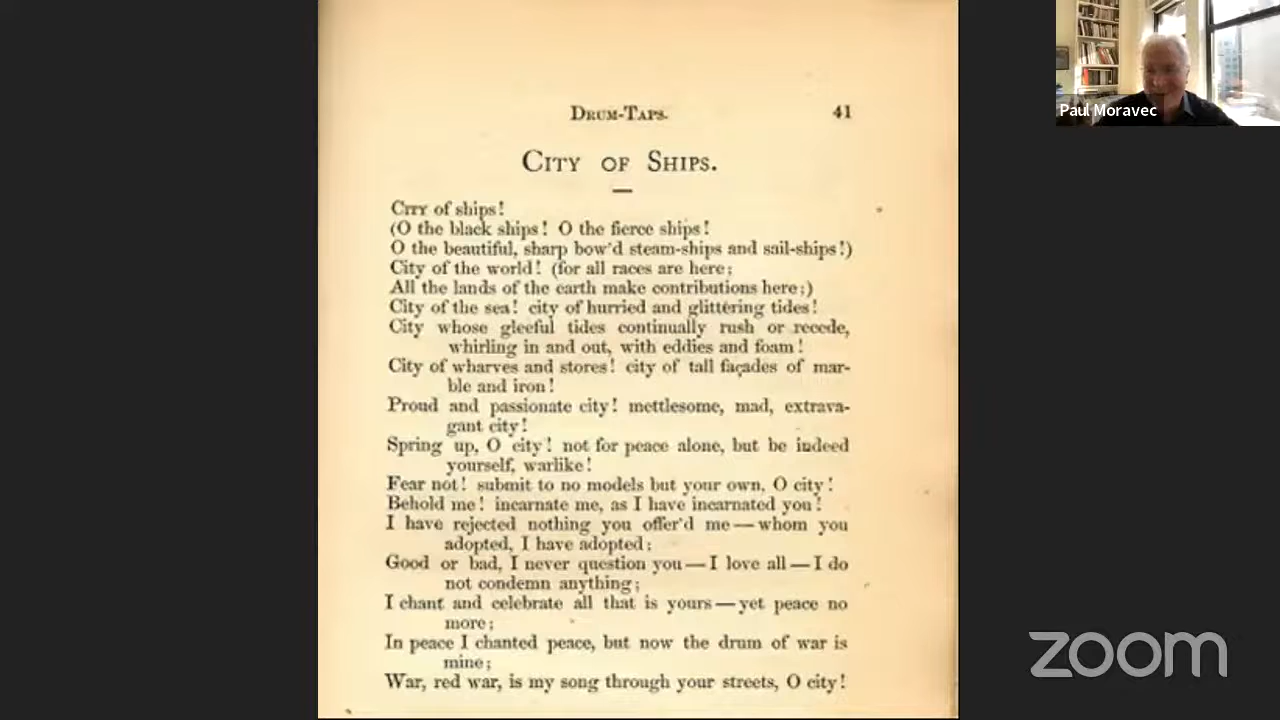 Drum-Taps. 41
City of Ships.
City of ships!
(O the black ships! O the fierce ships!
O the beautiful, sharp bow'd steam-ships and sail-ships!)
City of the world! (for all races are here;
All the lands of the earth make contributions here;)
City of the sea! city of hurried and glittering tides!
City whose gleeful tides continually rush or recede,
whirling in and out, with eddies and foam!
City of wharves and stores! city of tall façades of mar-
ble and iron!
Proud and passionate city! mettlesome, mad, extrava-
gant city!
Spring up, O city! not for peace alone, but be indeed
yourself, warlike!
Fear not! submit to no models but your own, O city!
Behold me! incarnate me, as I have incarnated you!
I have rejected nothing you offer'd me—whom you
adopted, I have adopted;
Good or bad, I never question you—I love all—I do
not condemn anything;
I chant and celebrate all that is yours—yet peace no
more;
In peace I chanted peace, but now the drum of war is
mine;
War, red war, is my song through your streets, O city!
Paul Moravec
zoom